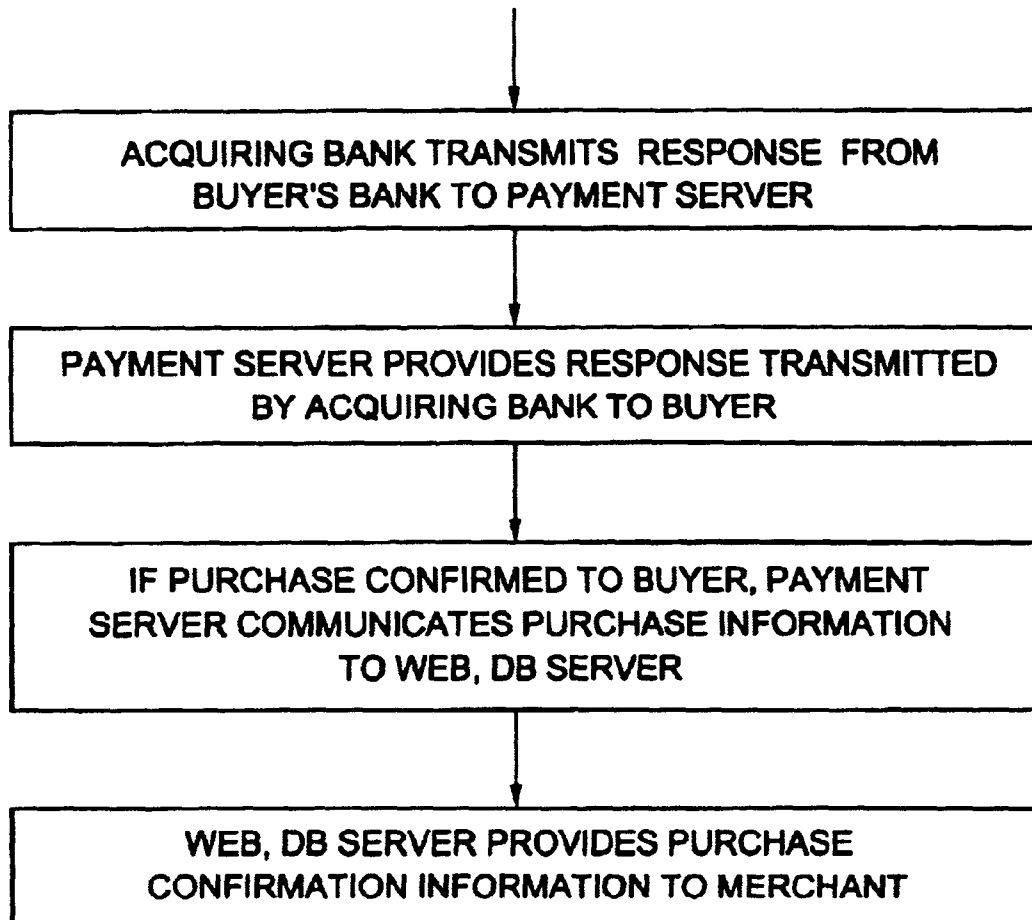 ACQUIRING BANK TRANSMITS RESPONSE FROM
BUYER'S BANK TO PAYMENT SERVER
PAYMENT SERVER PROVIDES RESPONSE TRANSMITTED
BY ACQUIRING BANK TO BUYER
IF PURCHASE CONFIRMED TO BUYER, PAYMENT
SERVER COMMUNICATES PURCHASE INFORMATION
TO WEB, DB SERVER
WEB, DB SERVER PROVIDES PURCHASE
CONFIRMATION INFORMATION TO MERCHANT